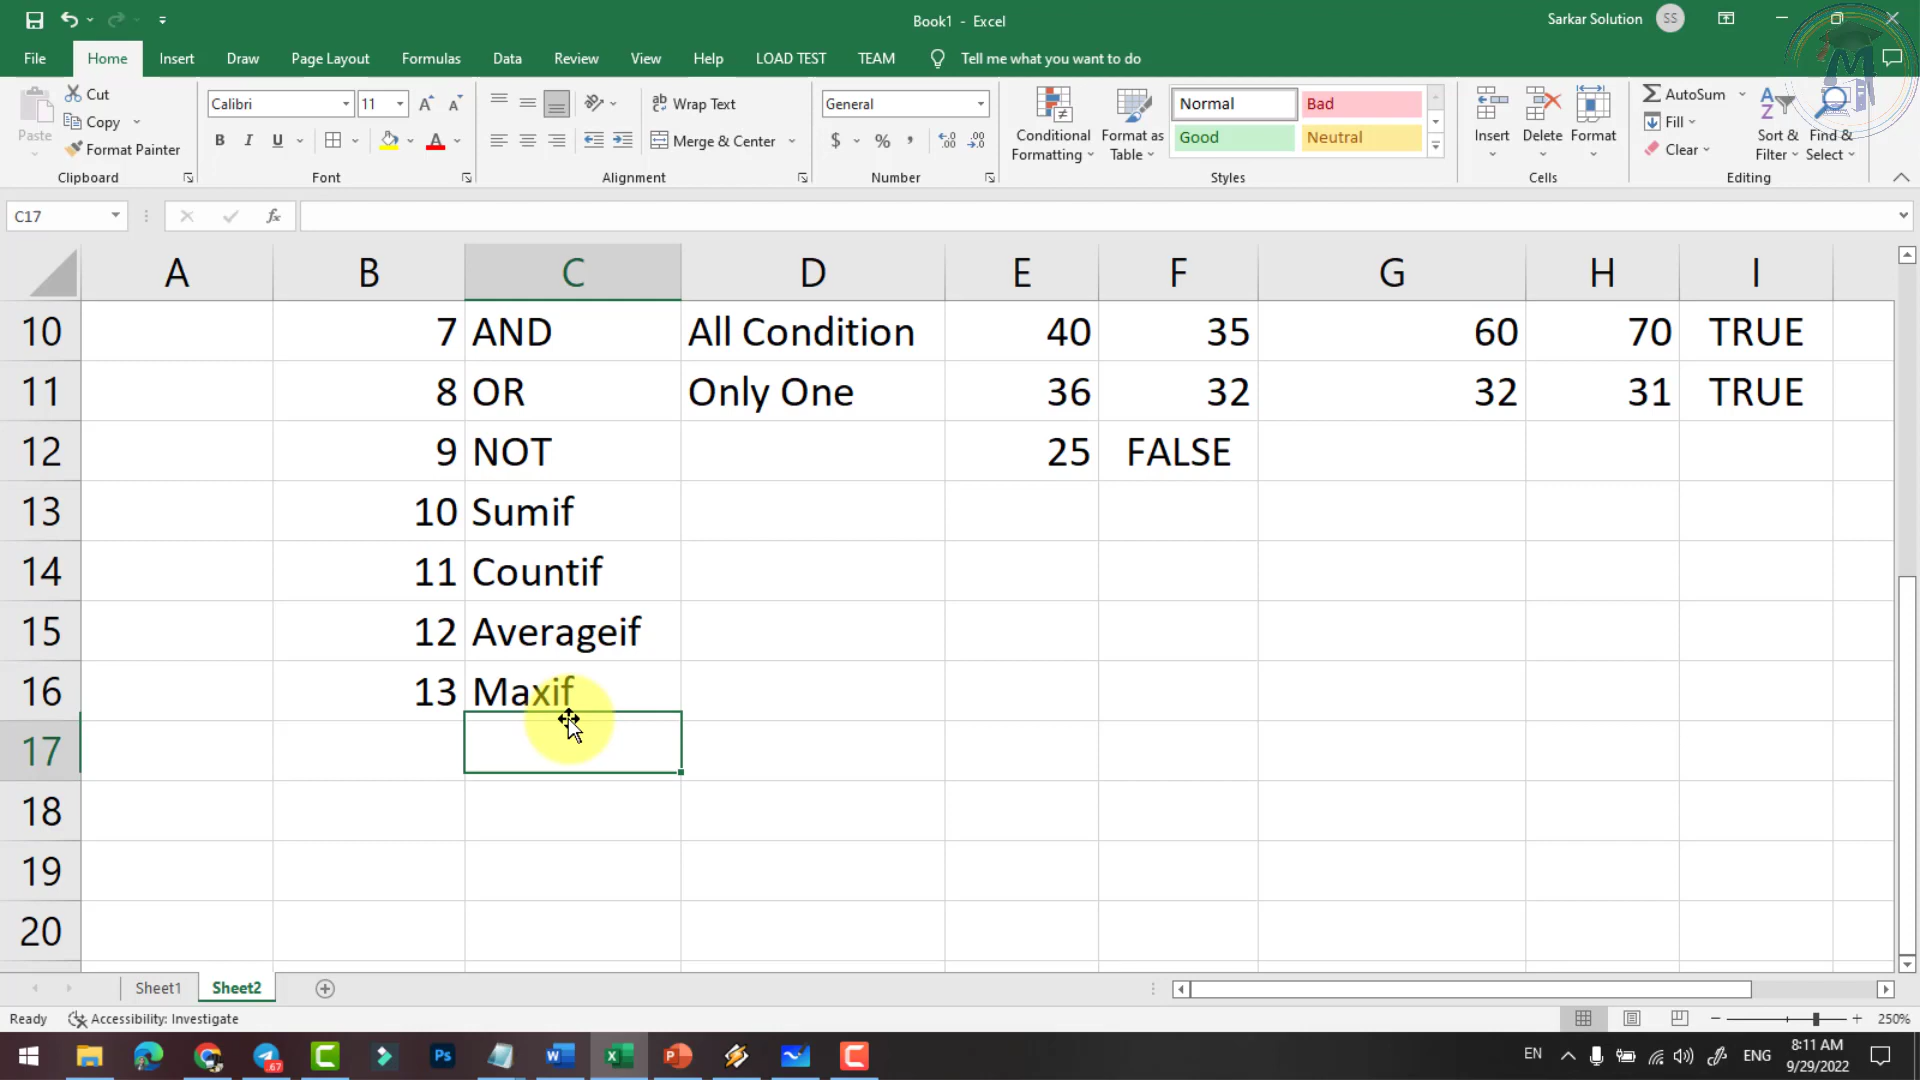 Book1 - Excel
Sarkar Solution SS
File Home Insert Draw Page Layout Formulas Data Review View Help LOAD TEST TEAM Tell me what you want to do
Paste
Cut
Copy
Format Painter
Clipboard
Calibri 11
B I U
Font
Wrap Text
Merge & Center
Alignment
General
$ % ,
Number
Conditional Formatting
Format as Table
Normal Bad
Good Neutral
Styles
Insert Delete Format
Cells
AutoSum
Fill
Clear
Sort & Filter
Find & Select
Editing
C17 fx
A B C D E F G H I
10 7 AND All Condition 40 35 60 70 TRUE
11 8 OR Only One 36 32 32 31 TRUE
12 9 NOT 25 FALSE
13 10 Sumif
14 11 Countif
15 12 Averageif
16 13 Maxif
17
18
19
20
Sheet1 Sheet2
Ready Accessibility: Investigate 250%
EN ENG 8:11 AM
9/29/2022